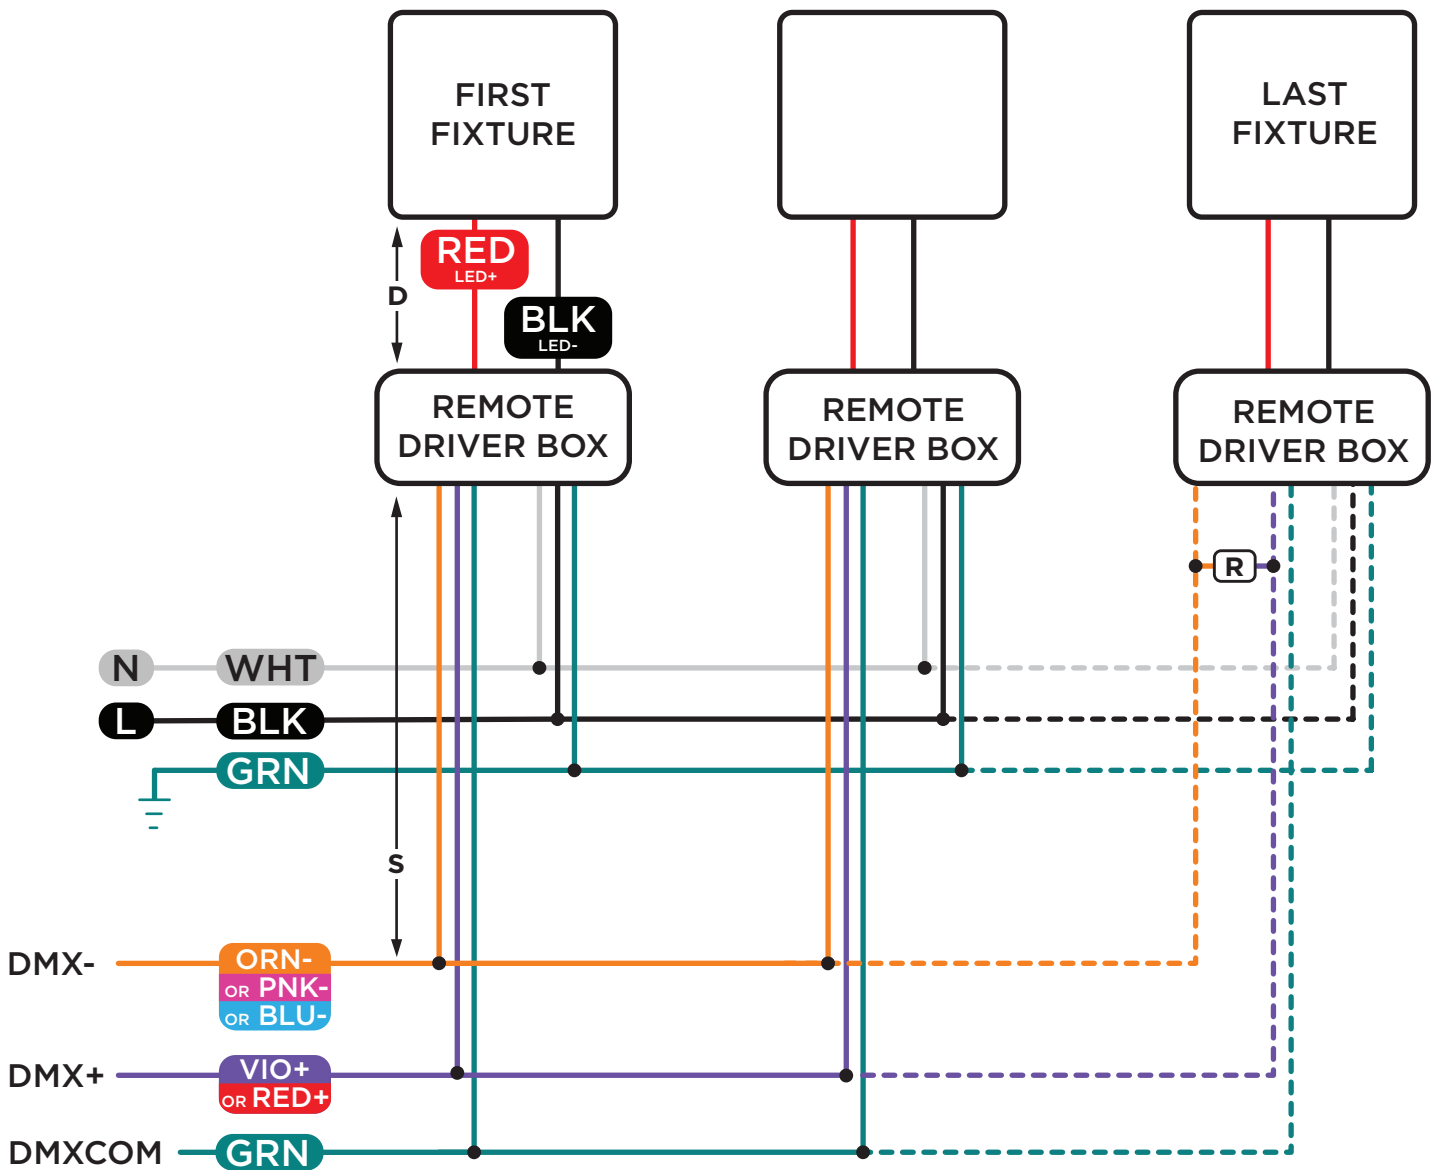 FIRST
FIXTURE
LAST
FIXTURE
RED
LED+
D
BLK
LED-
REMOTE
DRIVER BOX
REMOTE
DRIVER BOX
REMOTE
DRIVER BOX
R
N WHT
L BLK
GRN
S
DMX- ORN-
OR PNK-
OR BLU-
DMX+ VIO+
OR RED+
DMXCOM GRN